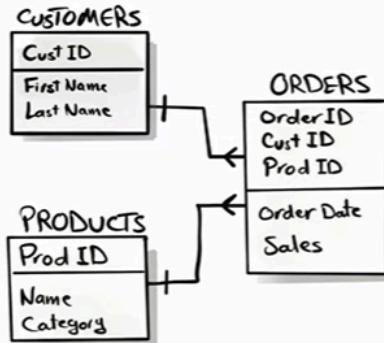 CUSTOMERS
Cust ID
First Name
Last Name
ORDERS
Order ID
Cust ID
Prod ID
Order Date
Sales
PRODUCTS
Prod ID
Name
Category